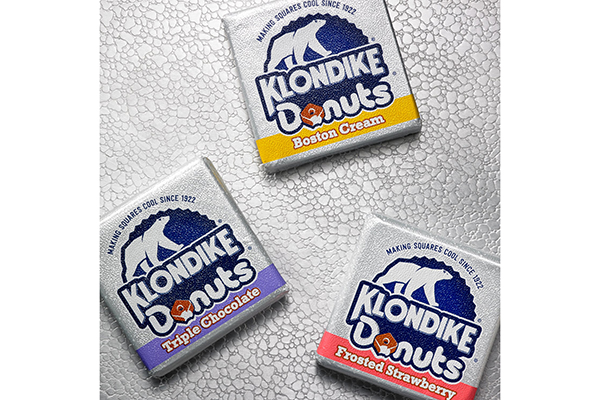 MAKING SQUARES COOL SINCE 1922
KLONDIKE
Donuts
Boston Cream
MAKING SQUARES COOL SINCE 1922
KLONDIKE
Donuts
Triple Chocolate
MAKING SQUARES COOL SINCE 1922
KLONDIKE
Donuts
Frosted Strawberry